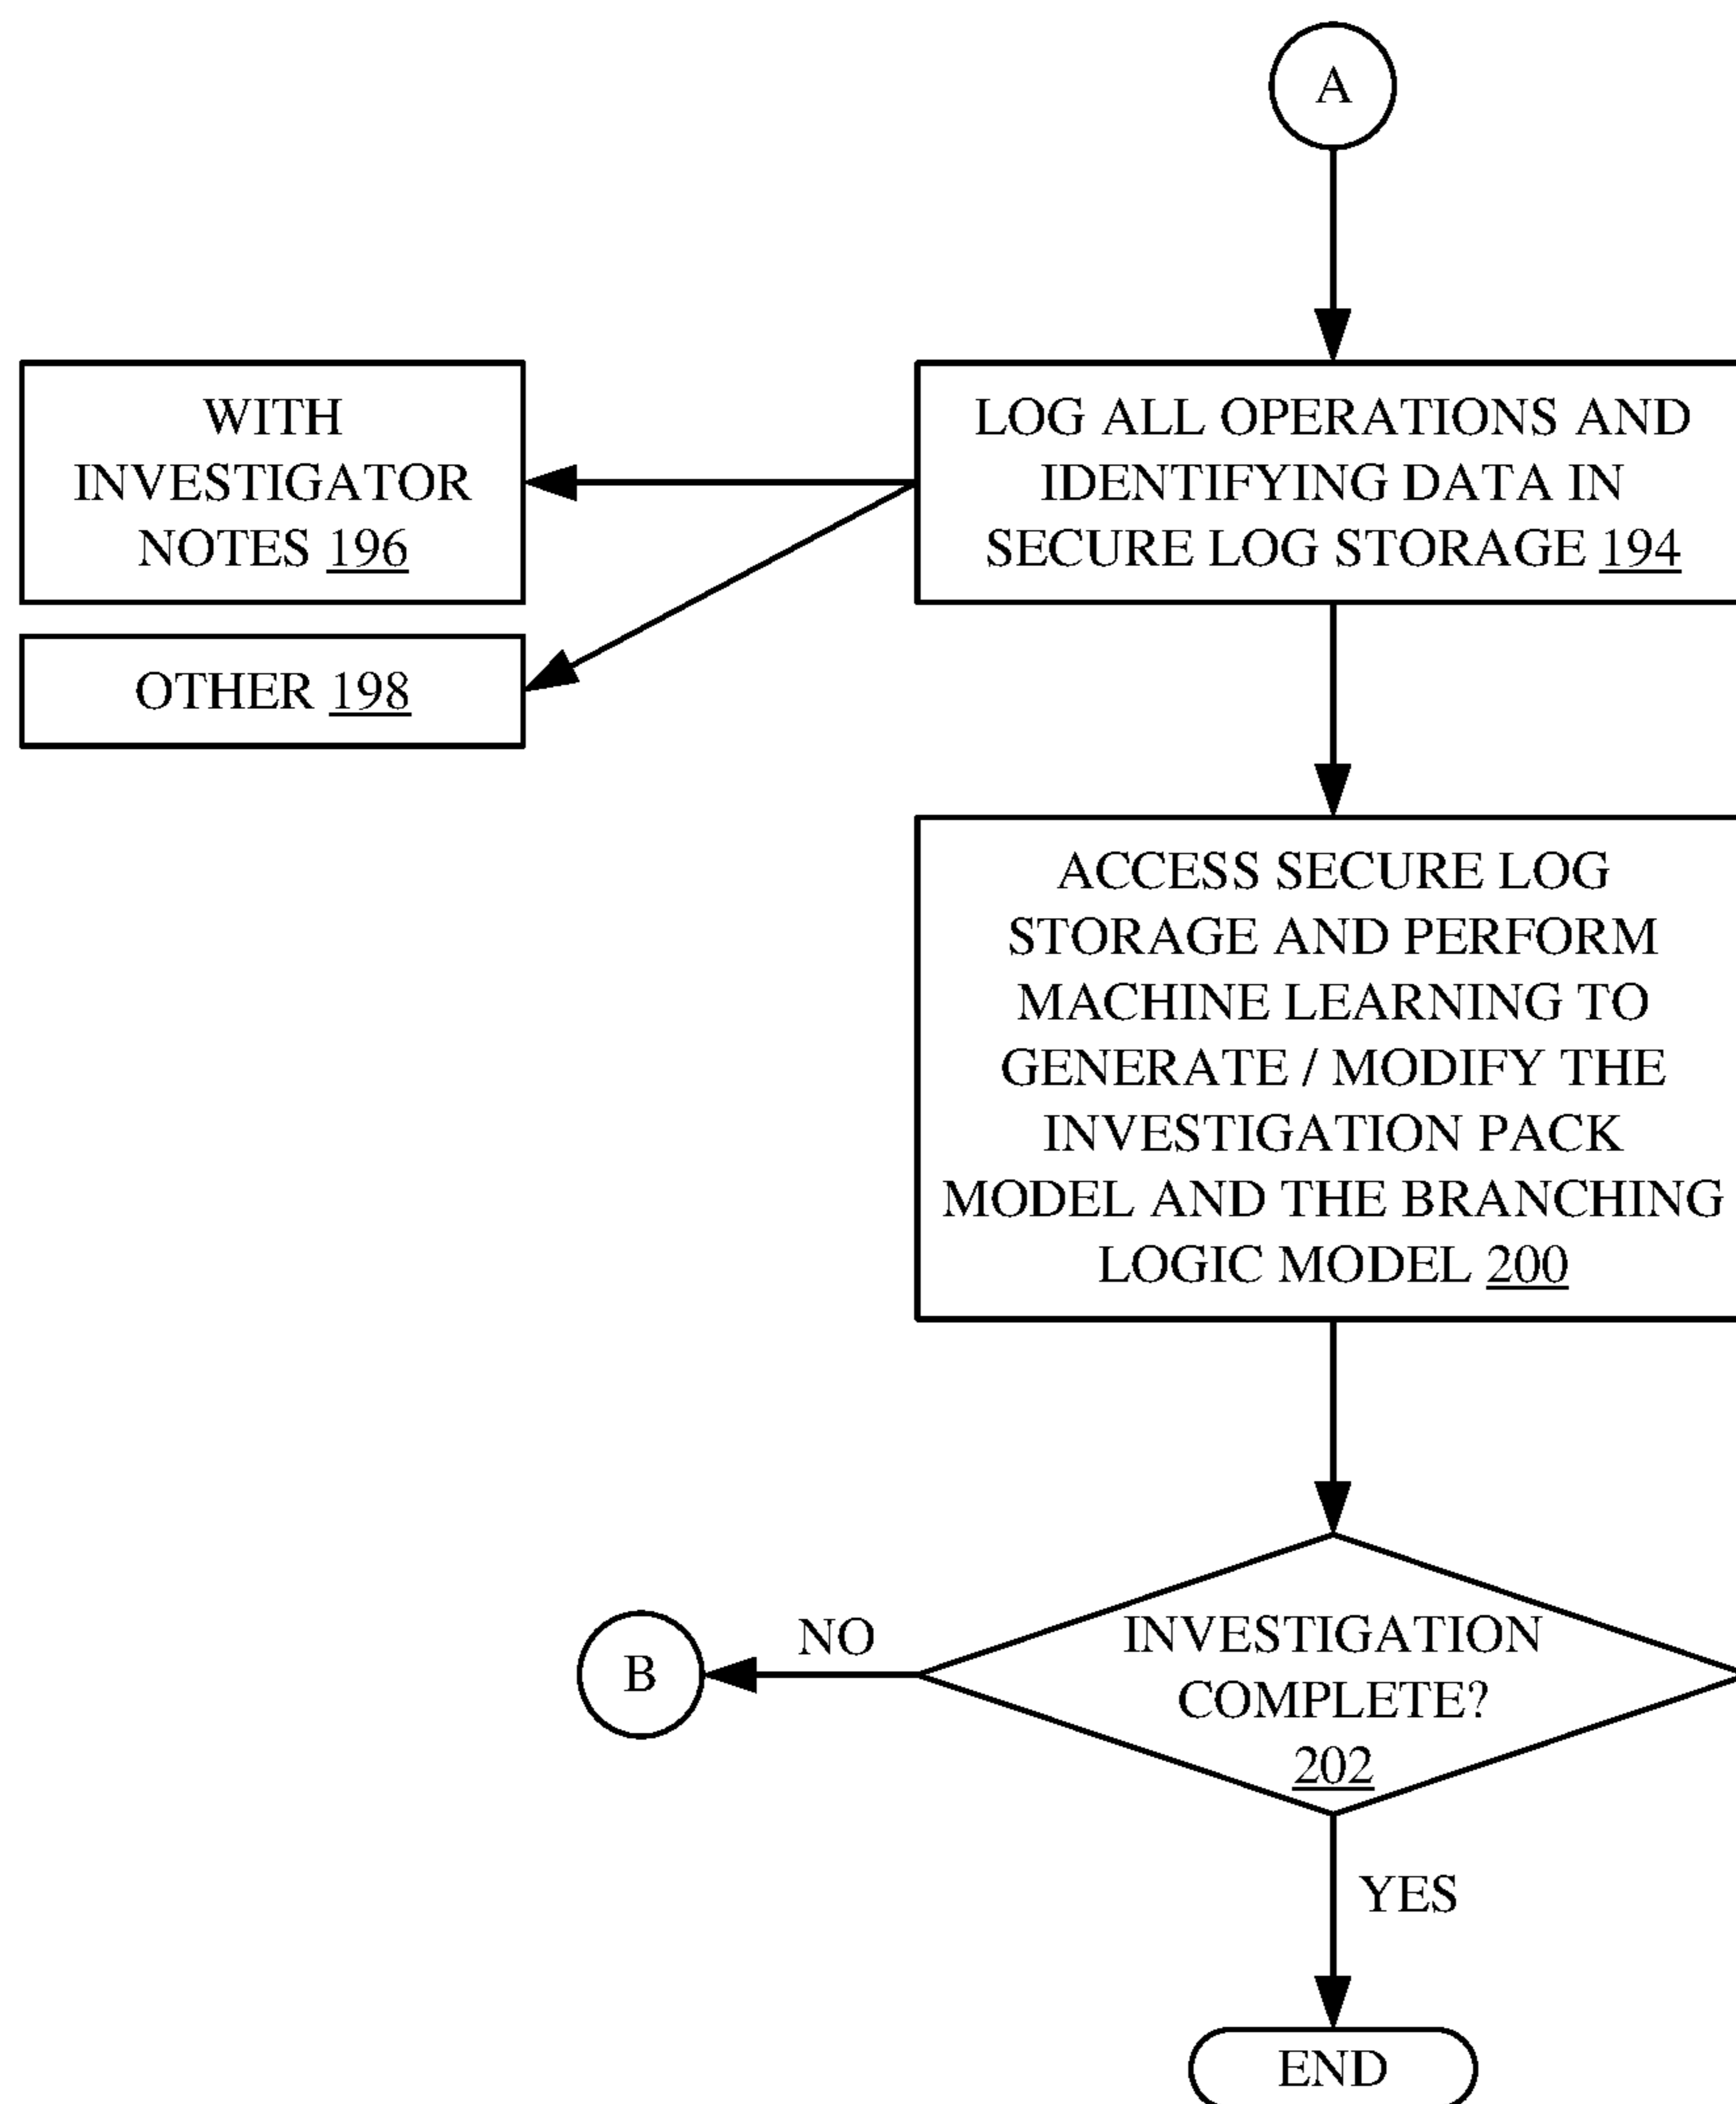 A
WITH
INVESTIGATOR
NOTES 196
LOG ALL OPERATIONS AND
IDENTIFYING DATA IN
SECURE LOG STORAGE 194
OTHER 198
ACCESS SECURE LOG
STORAGE AND PERFORM
MACHINE LEARNING TO
GENERATE / MODIFY THE
INVESTIGATION PACK
MODEL AND THE BRANCHING
LOGIC MODEL 200
NO
B
INVESTIGATION
COMPLETE?
202
YES
END